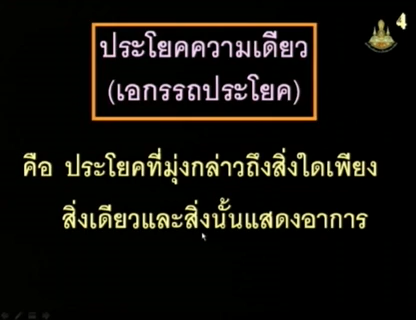 4
ประโยคความเดียว
(เอกรรถประโยค)
คือ ประโยคที่มุ่งกล่าวถึงสิ่งใดเพียง
สิ่งเดียวและสิ่งนั้นแสดงอาการ